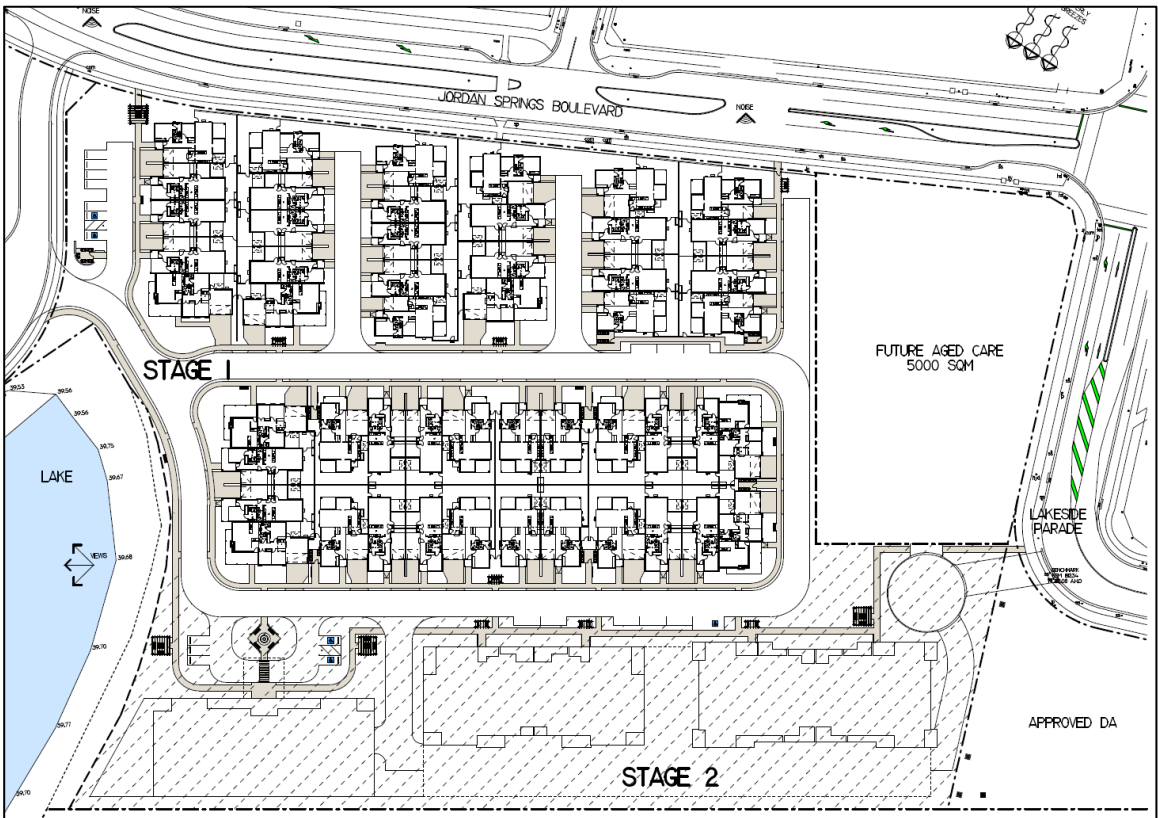 NOISE
JORDAN SPRINGS BOULEVARD
NOISE
BREEZES
STAGE 1
FUTURE AGED CARE
5000 SQM
39.53
39.56
39.56
39.75
39.67
LAKE
VIEWS
39.68
LAKESIDE
PARADE
BENCHMARK
39.70
39.77
39.70
APPROVED DA
STAGE 2